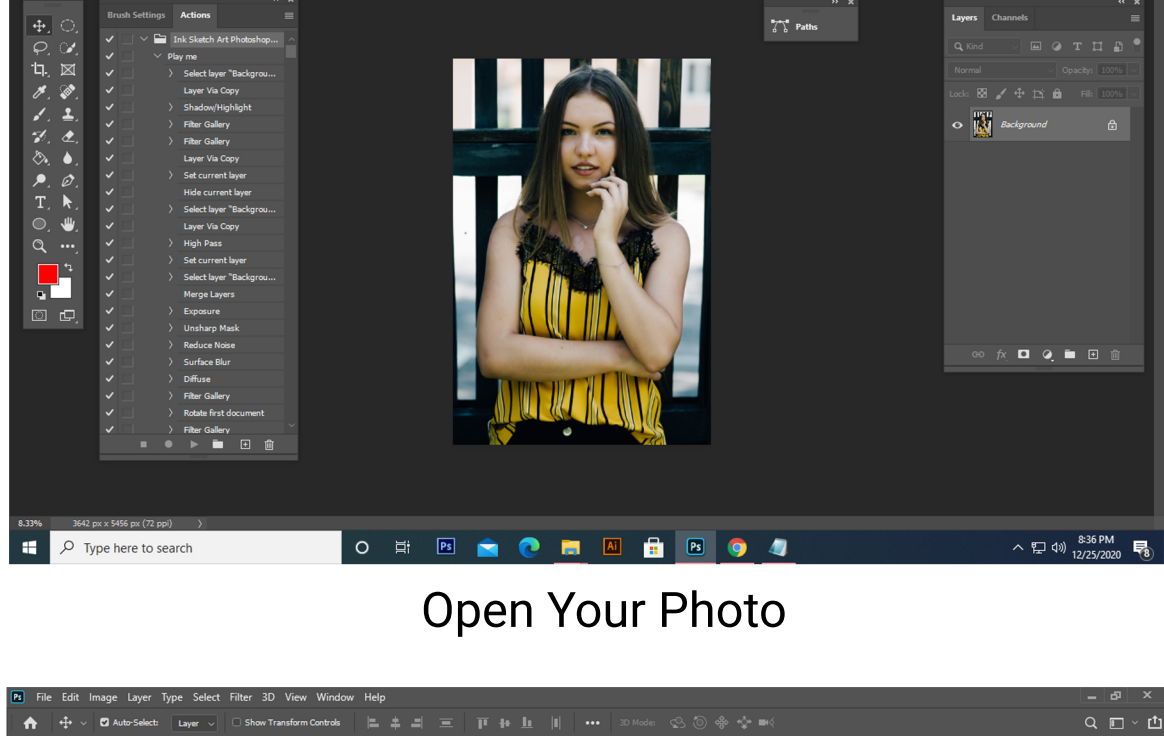 Brush Settings Actions
Paths
Layers Channels
Ink Sketch Art Photoshop...
Play me
Select layer "Backgrou...
Layer Via Copy
Shadow/Highlight
Filter Gallery
Filter Gallery
Layer Via Copy
Set current layer
Hide current layer
Select layer "Backgrou...
Layer Via Copy
High Pass
Set current layer
Select layer "Backgrou...
Merge Layers
Exposure
Unsharp Mask
Reduce Noise
Surface Blur
Diffuse
Filter Gallery
Rotate first document
Filter Gallery
Kind
Normal Opacity: 100%
Lock: Fill: 100%
Background
T
8.33% 3642 px x 5456 px (72 ppi)
Type here to search
Ps
Ai
Ps
8:36 PM
12/25/2020
8
Open Your Photo
Ps File Edit Image Layer Type Select Filter 3D View Window Help
Auto-Select: Layer Show Transform Controls 3D Mode: